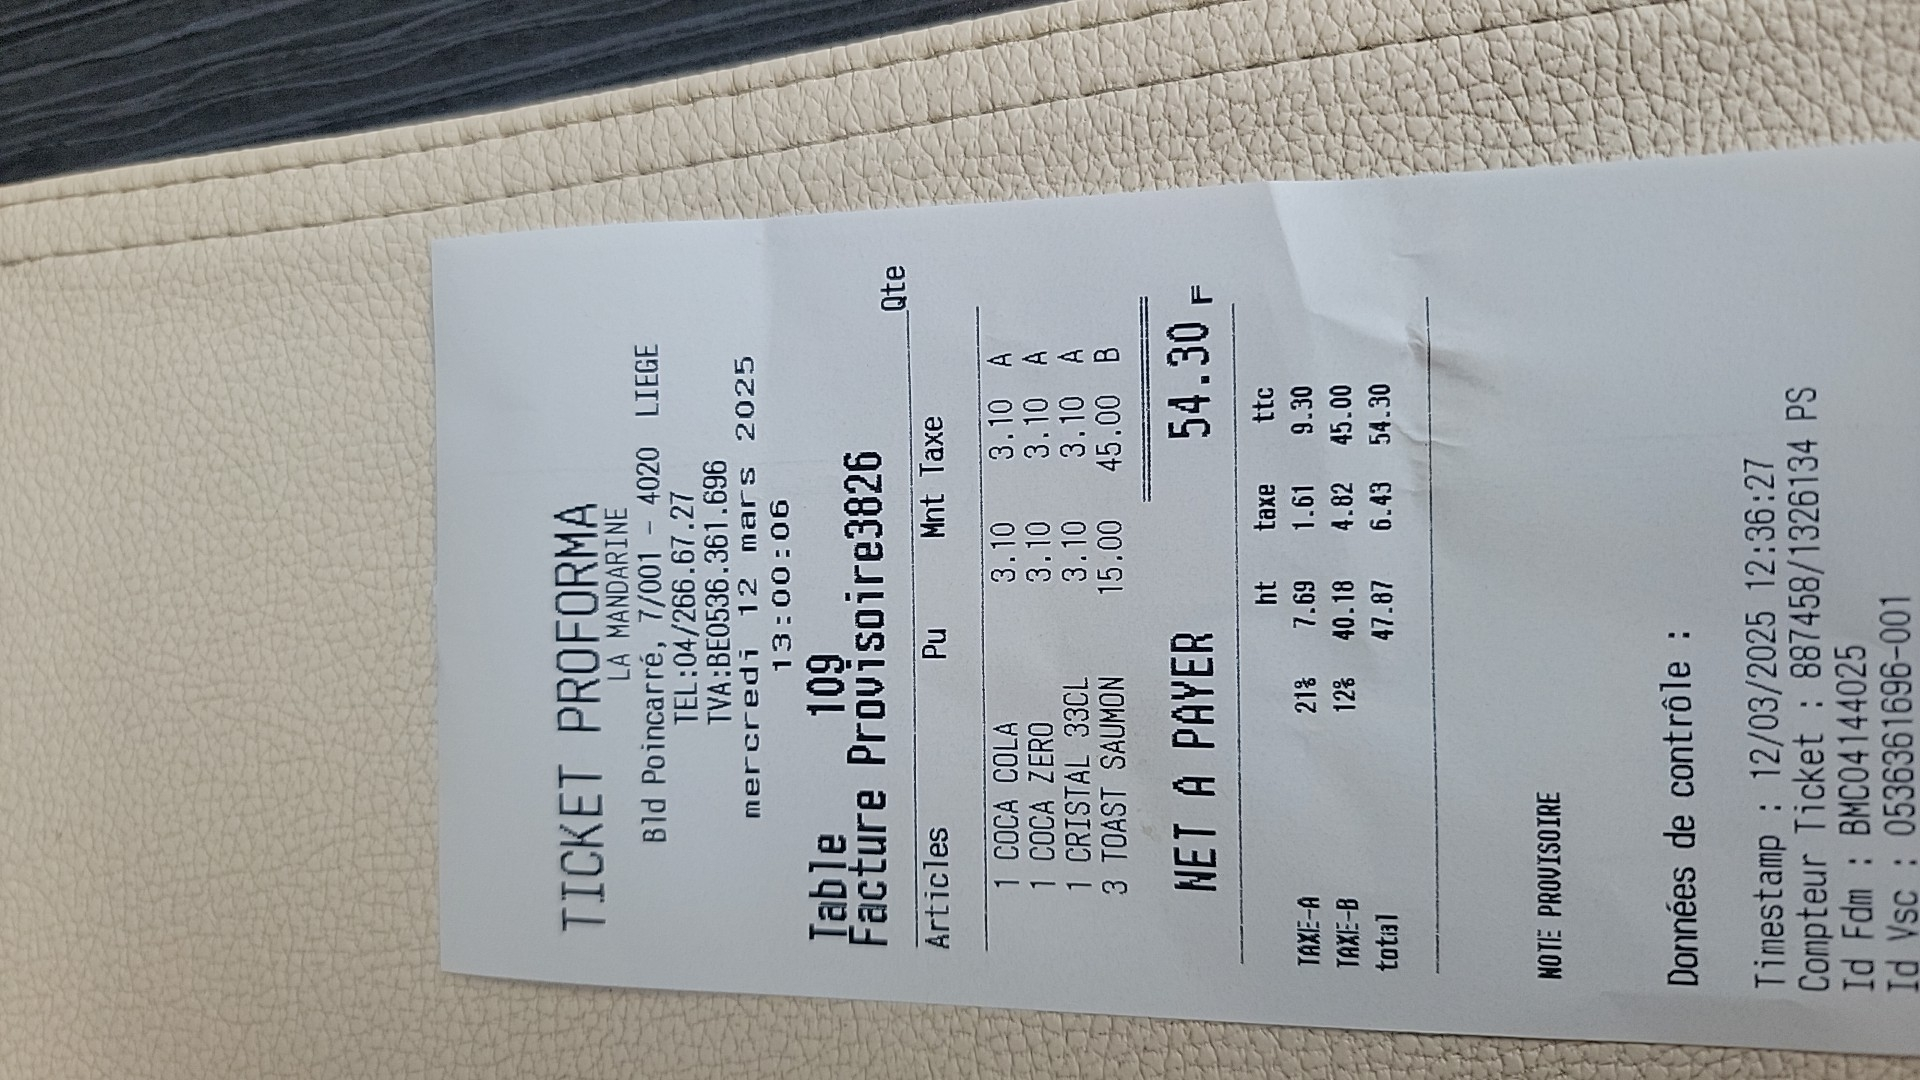 TICKET PROFORMA
LA MANDARINE
Bld Poincarré, 7/001 - 4020 LIEGE
TEL:04/266.67.27
TVA:BE0536.361.696
mercredi 12 mars 2025
13:00:06
Table 109
Facture Provisoire3826
Qte
Articles Pu Mnt Taxe
1 COCA COLA 3.10 3.10 A
1 COCA ZERO 3.10 3.10 A
1 CRISTAL 33CL 3.10 3.10 A
3 TOAST SAUMON 15.00 45.00 B
NET A PAYER 54.30 F
ht taxe ttc
TAXE-A 21% 7.69 1.61 9.30
TAXE-B 12% 40.18 4.82 45.00
total 47.87 6.43 54.30
NOTE PROVISOIRE
Données de contrôle :
Timestamp : 12/03/2025 12:36:27
Compteur Ticket : 887458/1326134 PS
Id Fdm : BMC04144025
Id Vsc : 0536361696-001